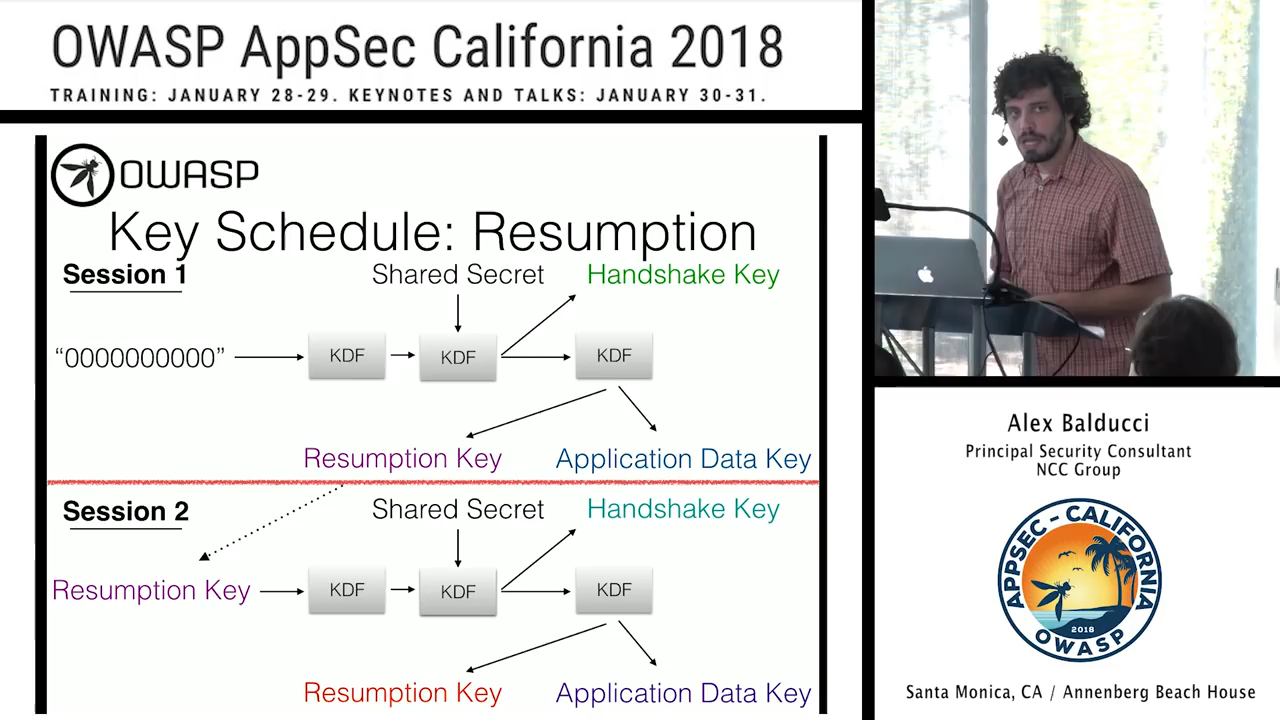 OWASP AppSec California 2018
TRAINING: JANUARY 28-29. KEYNOTES AND TALKS: JANUARY 30-31.
OWASP
Key Schedule: Resumption
Session 1
Shared Secret
Handshake Key
“0000000000”
KDF
KDF
KDF
Resumption Key
Application Data Key
Session 2
Shared Secret
Handshake Key
Resumption Key
KDF
KDF
KDF
Resumption Key
Application Data Key
Alex Balducci
Principal Security Consultant
NCC Group
APPSEC - CALIFORNIA
2018
OWASP
Santa Monica, CA / Annenberg Beach House